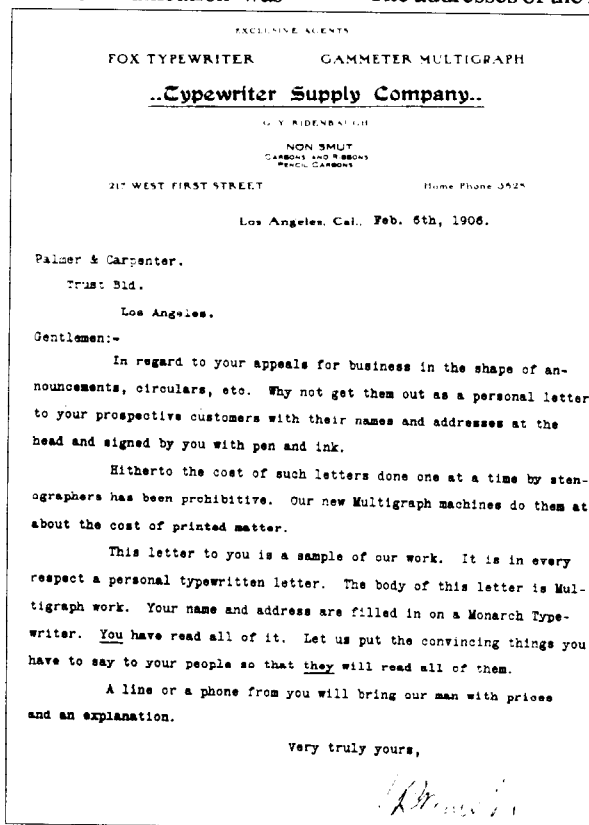 was The addresses of the
EXCLUSIVE AGENTS
FOX TYPEWRITER GAMMETER MULTIGRAPH
..Typewriter Supply Company..
G. Y. RIDENBAUGH
NON SMUT
CARBONS AND RIBBONS
PENCIL CARBONS
217 WEST FIRST STREET Home Phone 3828
Los Angeles, Cal., Feb. 6th, 1906.
Palmer & Carpenter.
Trust Bld.
Los Angeles.
Gentlemen:-
In regard to your appeals for business in the shape of an-
nouncements, circulars, etc. Why not get them out as a personal letter
to your prospective customers with their names and addresses at the
head and signed by you with pen and ink.
Hitherto the cost of such letters done one at a time by sten-
ographers has been prohibitive. Our new Multigraph machines do them at
about the cost of printed matter.
This letter to you is a sample of our work. It is in every
respect a personal typewritten letter. The body of this letter is Mul-
tigraph work. Your name and address are filled in on a Monarch Type-
writer. You have read all of it. Let us put the convincing things you
have to say to your people so that they will read all of them.
A line or a phone from you will bring our man with prices
and an explanation.
Very truly yours,